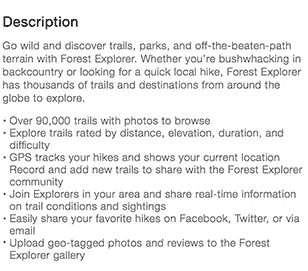 Description
Go wild and discover trails, parks, and off-the-beaten-path
terrain with Forest Explorer. Whether you're bushwhacking in
backcountry or looking for a quick local hike, Forest Explorer
has thousands of trails and destinations from around the
globe to explore.
• Over 90,000 trails with photos to browse
• Explore trails rated by distance, elevation, duration, and
difficulty
• GPS tracks your hikes and shows your current location
Record and add new trails to share with the Forest Explorer
community
• Join Explorers in your area and share real-time information
on trail conditions and sightings
• Easily share your favorite hikes on Facebook, Twitter, or via
email
• Upload geo-tagged photos and reviews to the Forest
Explorer gallery